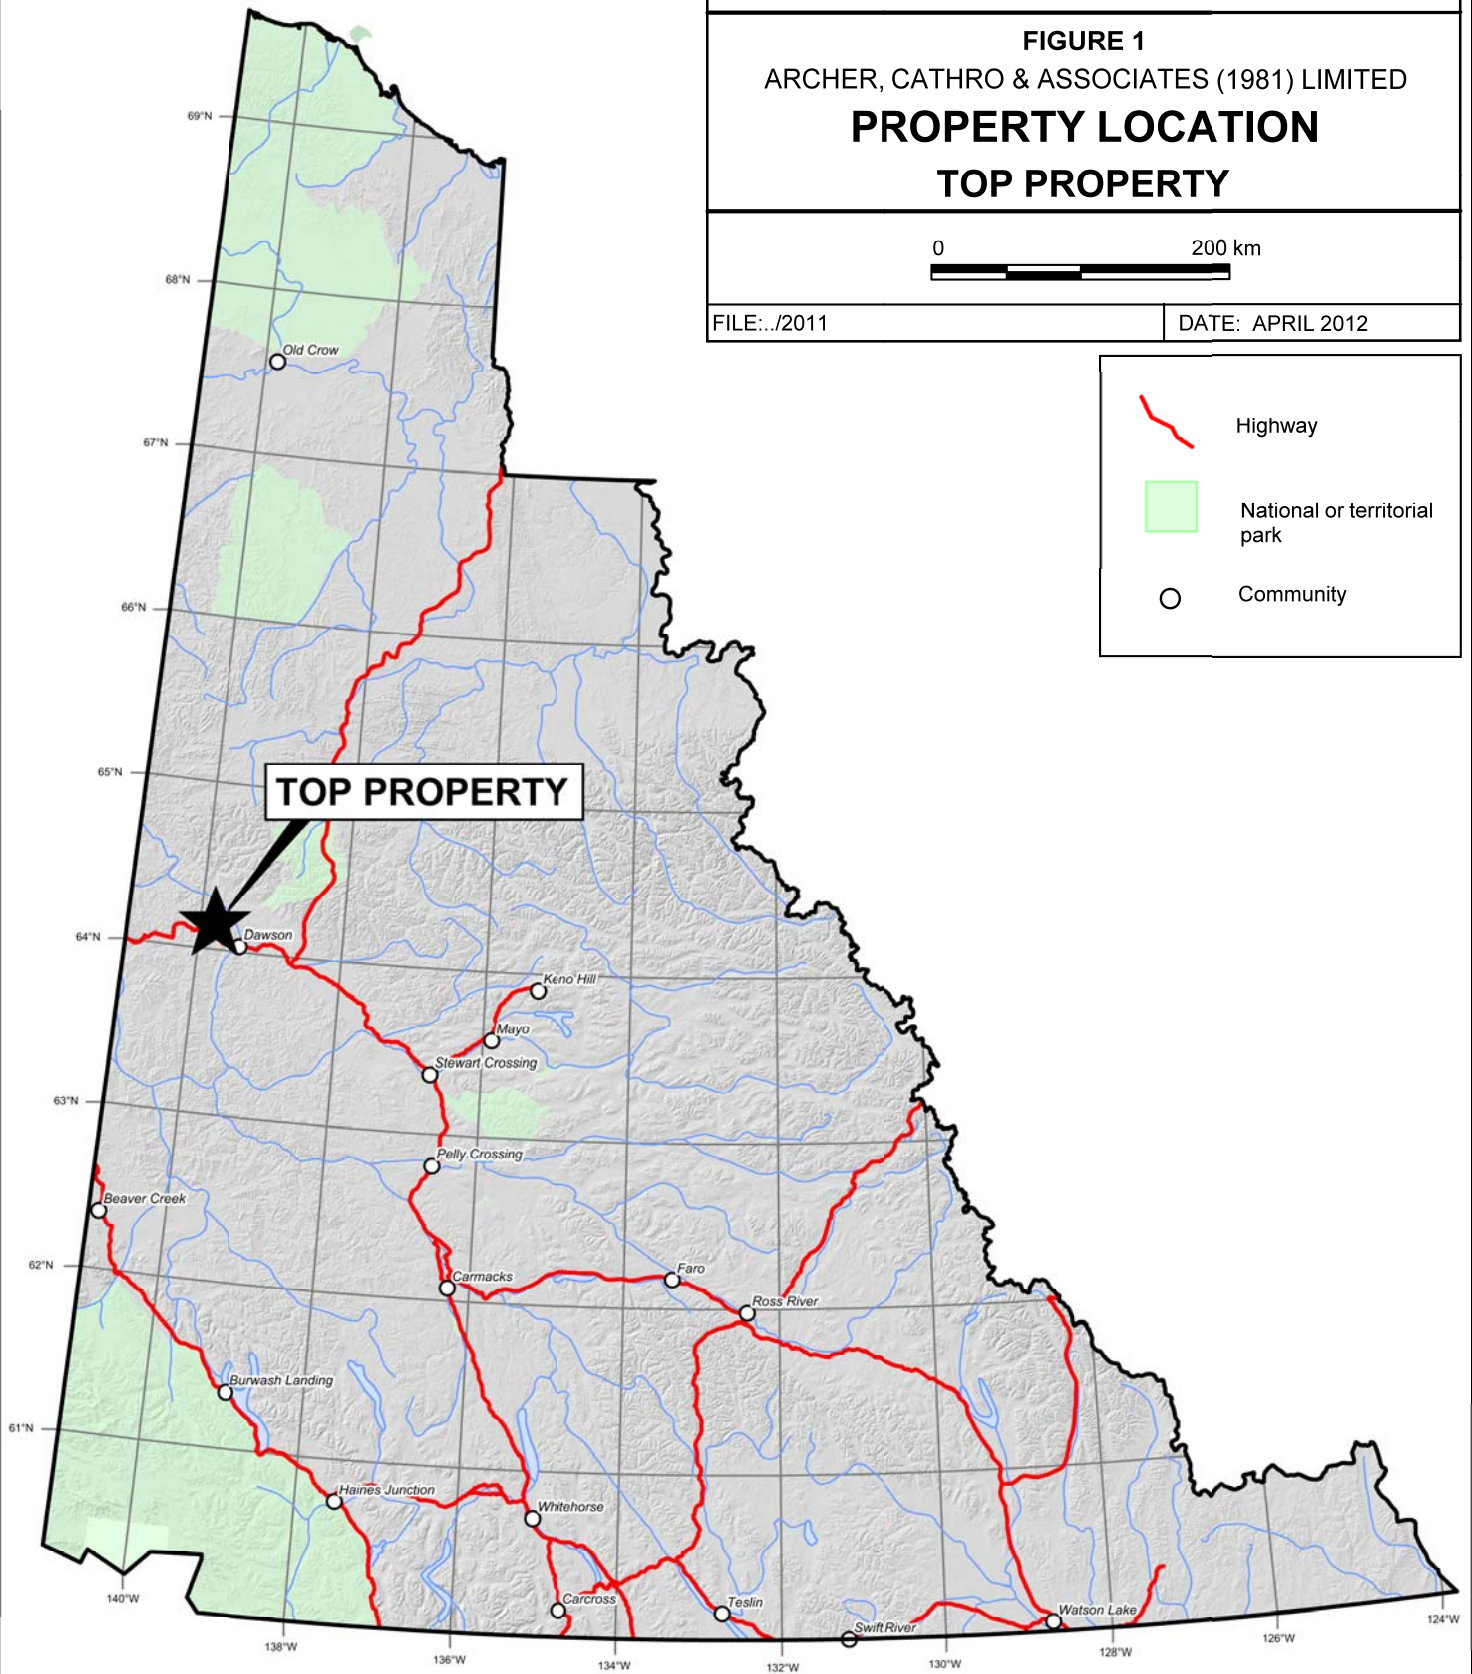 FIGURE 1
ARCHER, CATHRO & ASSOCIATES (1981) LIMITED
PROPERTY LOCATION
TOP PROPERTY
0 200 km
FILE:../2011 DATE: APRIL 2012
Highway
National or territorial
park
Community
69°N
68°N
Old Crow
67°N
66°N
65°N
TOP PROPERTY
64°N
Dawson
Keno Hill
Mayo
Stewart Crossing
63°N
Pelly Crossing
Beaver Creek
62°N
Carmacks
Faro
Ross River
Burwash Landing
61°N
Haines Junction
Whitehorse
Carcross
Teslin
SwiftRiver
Watson Lake
140°W
138°W
136°W
134°W
132°W
130°W
128°W
126°W
124°W